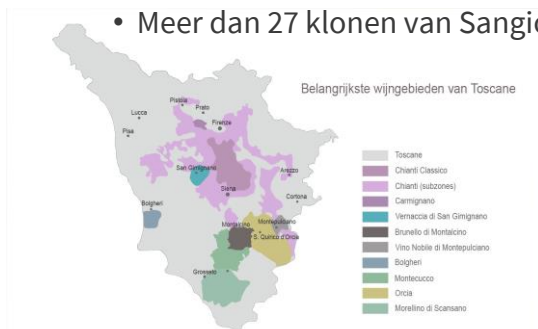 • Meer dan 27 klonen van Sangio
Belangrijkste wijngebieden van Toscane
Pistoia
Prato
Lucca
Firenze
Pisa
San Gimignano
Arezzo
Siena
Cortona
Bolgheri
Montepulciano
Montalcino
S. Quirico d'Orcia
Grosseto
Toscane
Chianti Classico
Chianti (subzones)
Carmignano
Vernaccia di San Girmignano
Brunello di Montalcino
Vino Nobile di Montepulciano
Bolgheri
Montecucco
Orcia
Morellino di Scansano